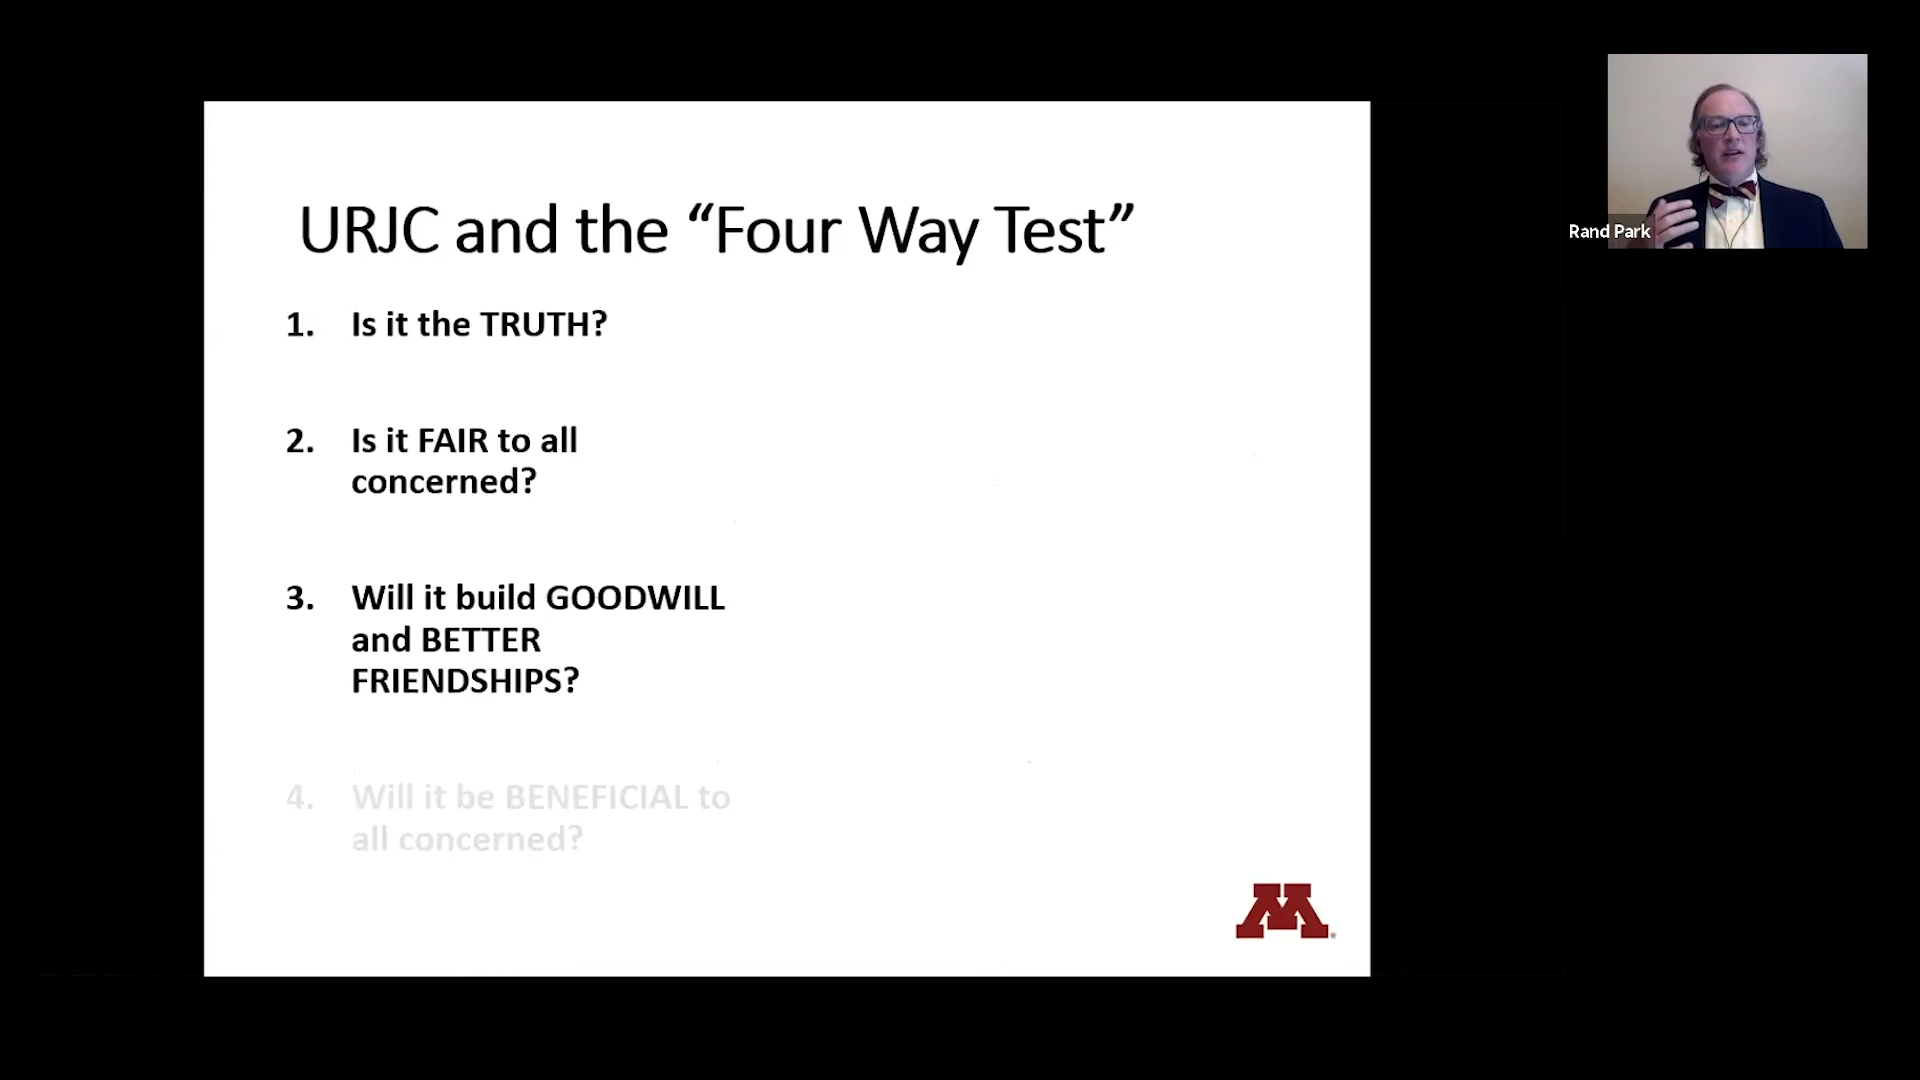 URJC and the “Four Way Test”
1. Is it the TRUTH?
2. Is it FAIR to all
concerned?
3. Will it build GOODWILL
and BETTER
FRIENDSHIPS?
4. Will it be BENEFICIAL to
all concerned?
M
Rand Park